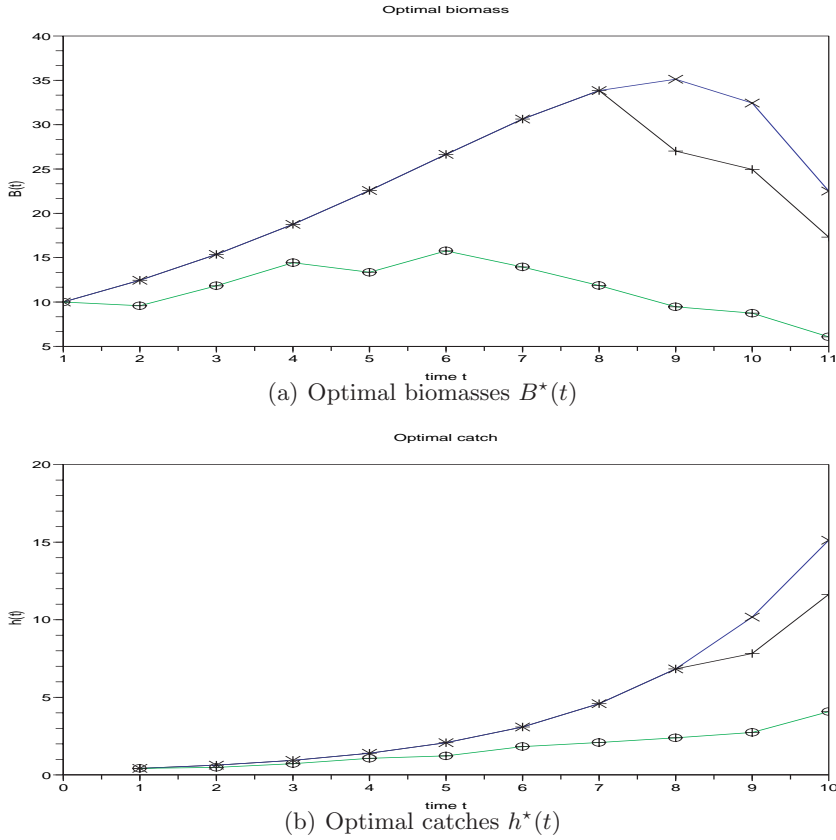 Optimal biomass
40
35
30
25
20
15
10
5
B(t)
1 2 3 4 5 6 7 8 9 10 11
time t
(a) Optimal biomasses B⋆(t)
Optimal catch
20
15
10
5
0
h(t)
0 1 2 3 4 5 6 7 8 9 10
time t
(b) Optimal catches h⋆(t)